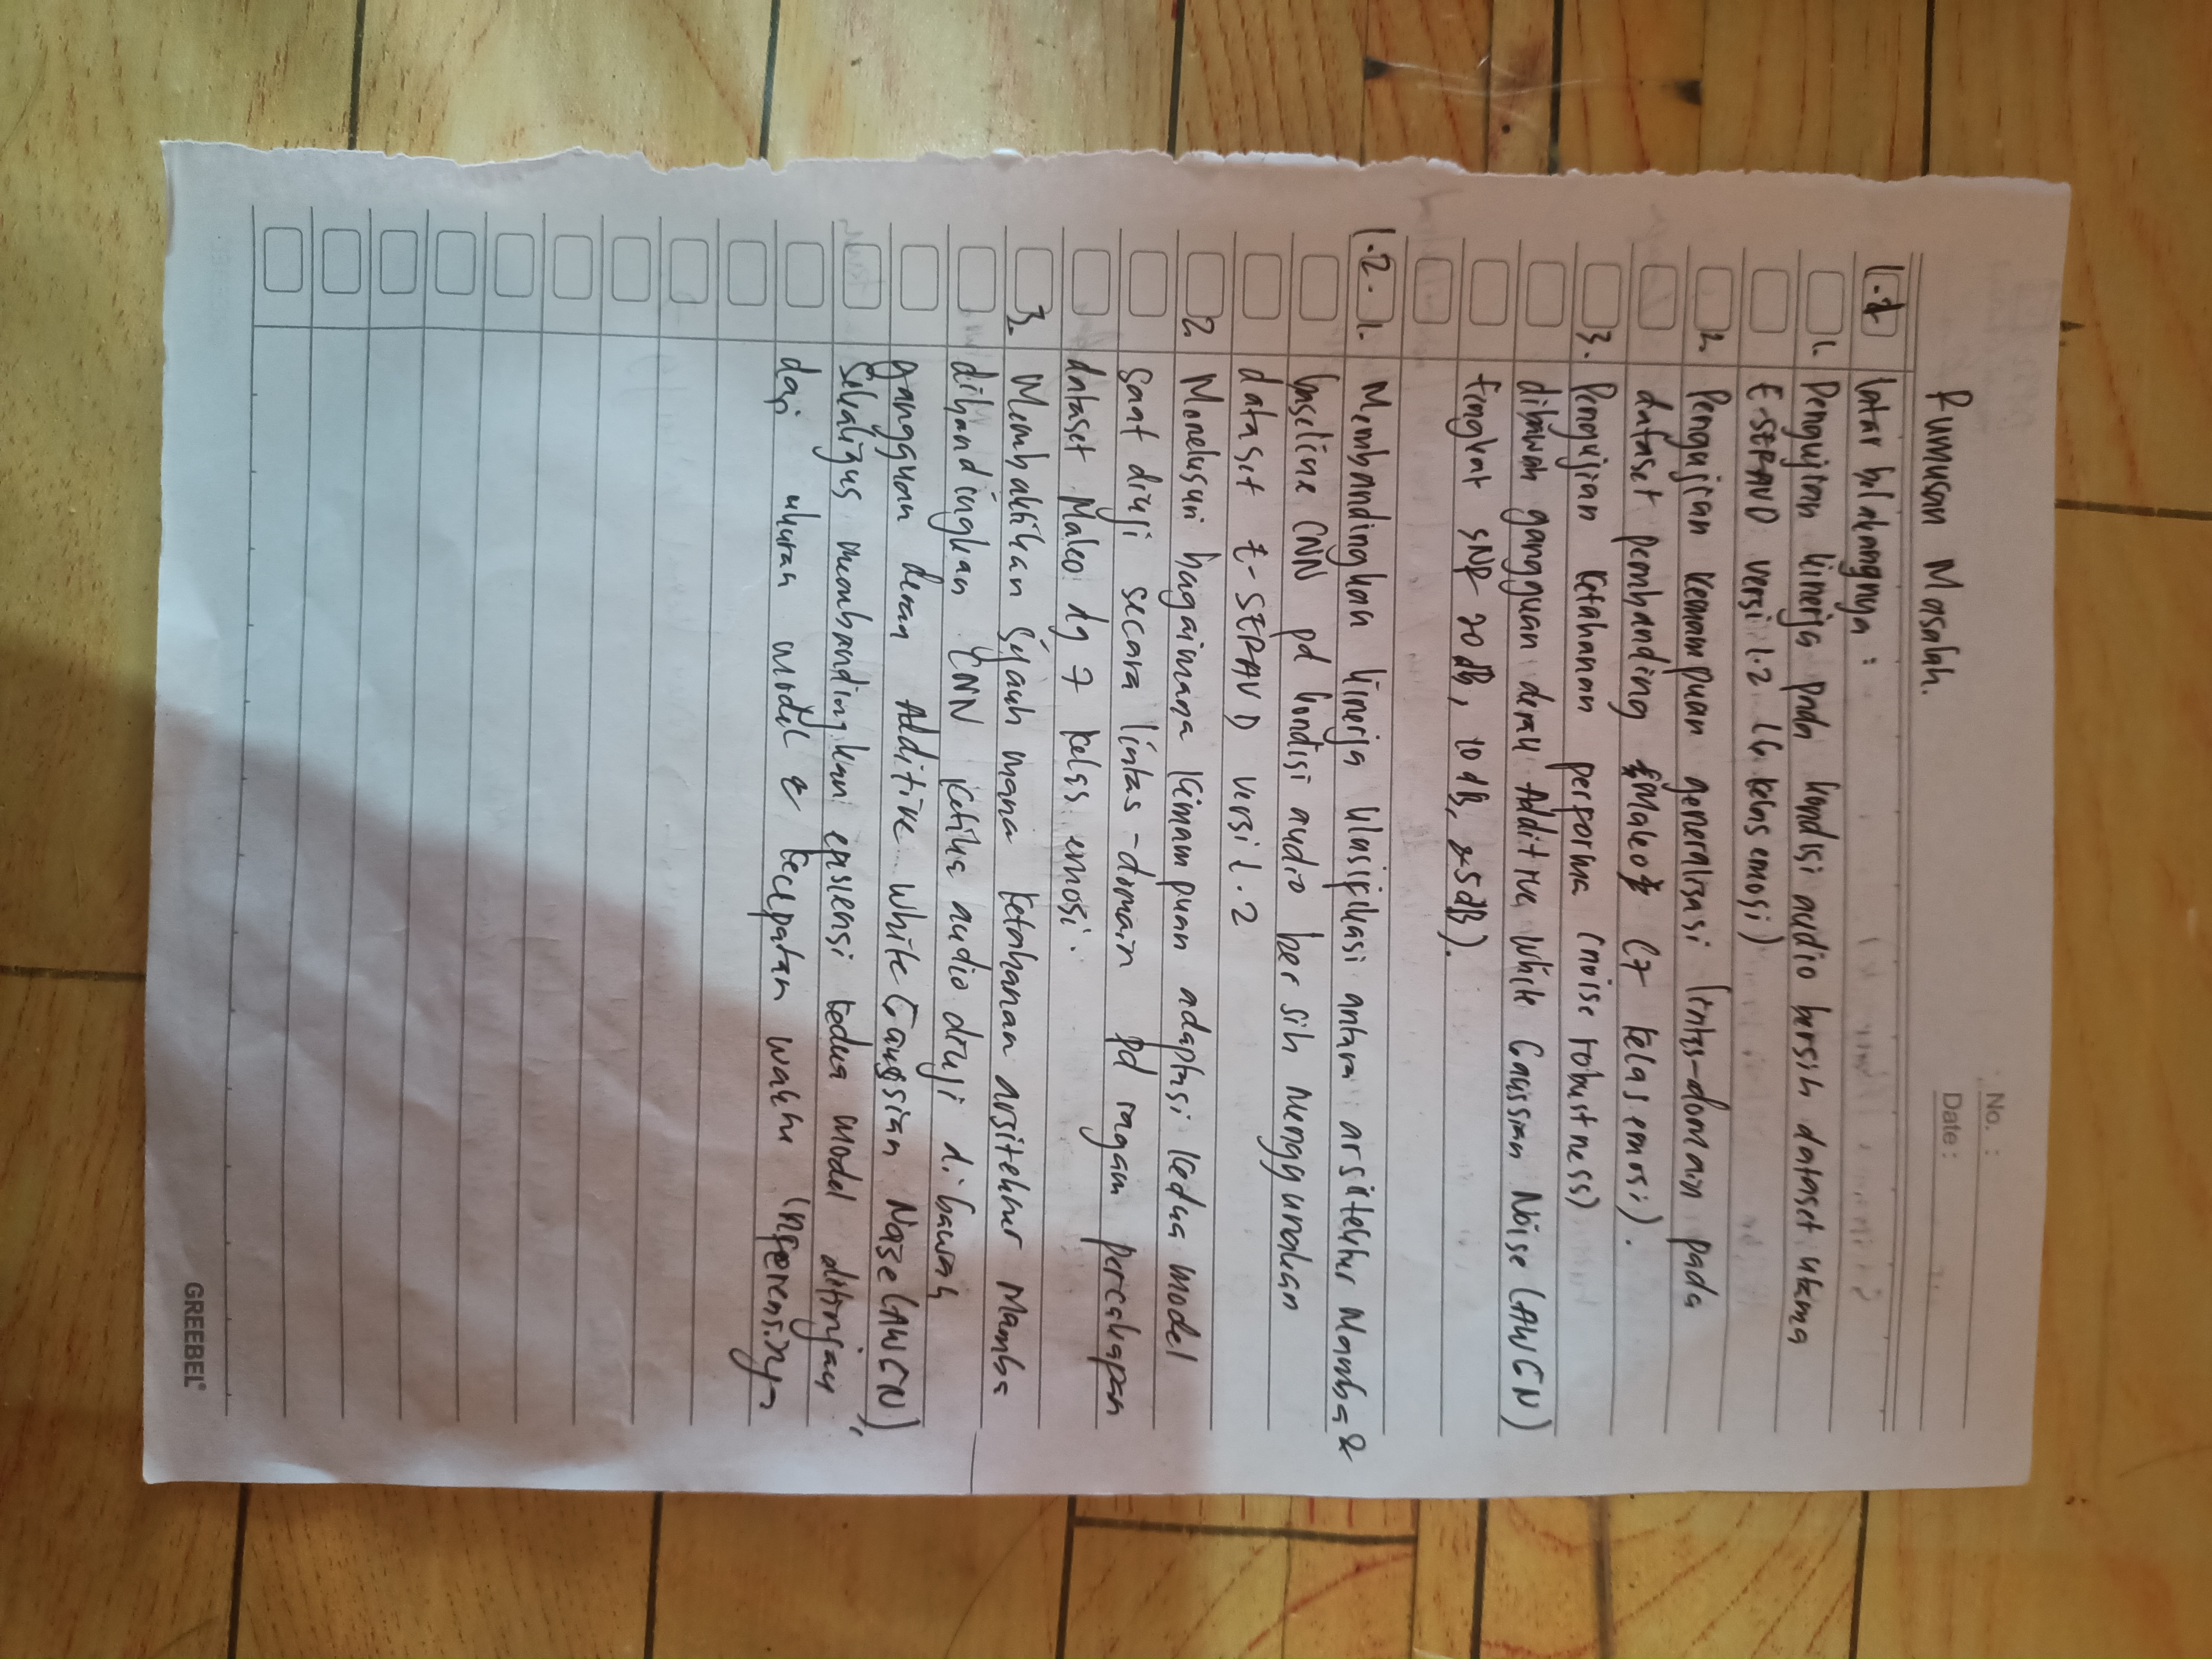 No. :
Date :
Rumusan Masalah.
1.1 latar belakangnya :
1. Pengujian kinerja pada kondisi audio bersih dataset utama
E-SERAVD versi 1.2 (6 kelas emosi)
2. Pengujian kemampuan generalisasi lintas-domain pada
dataset pembanding Maleo (7 kelas emosi).
3. Pengujian ketahanan performa (noise robustness)
dibawah gangguan derau Additive White Gaussian Noise (AWGN)
tingkat SNR 20 dB, 10 dB, & 5 dB).
1.2. 1. Membandingkan kinerja klasifikasi antara arsitektur Mamba &
baseline CNN pd kondisi audio bersih menggunakan
dataset E-SERAVD versi 1.2
2. Menelusuri bagaimana kemampuan adaptasi kedua model
saat diuji secara lintas-domain pd ragam percakapan
dataset Maleo dg 7 kelas emosi.
3. Membuktikan sjauh mana ketahanan arsitektur Mamba
dibandingkan CNN ketika audio diuji di bawah
gangguan derau Additive White Gaussian Noise (AWGN),
Sekaligus membandingkan efisiensi kedua model ditinjau
dari ukuran model & kecepatan waktu inferensinya
GREEBEL